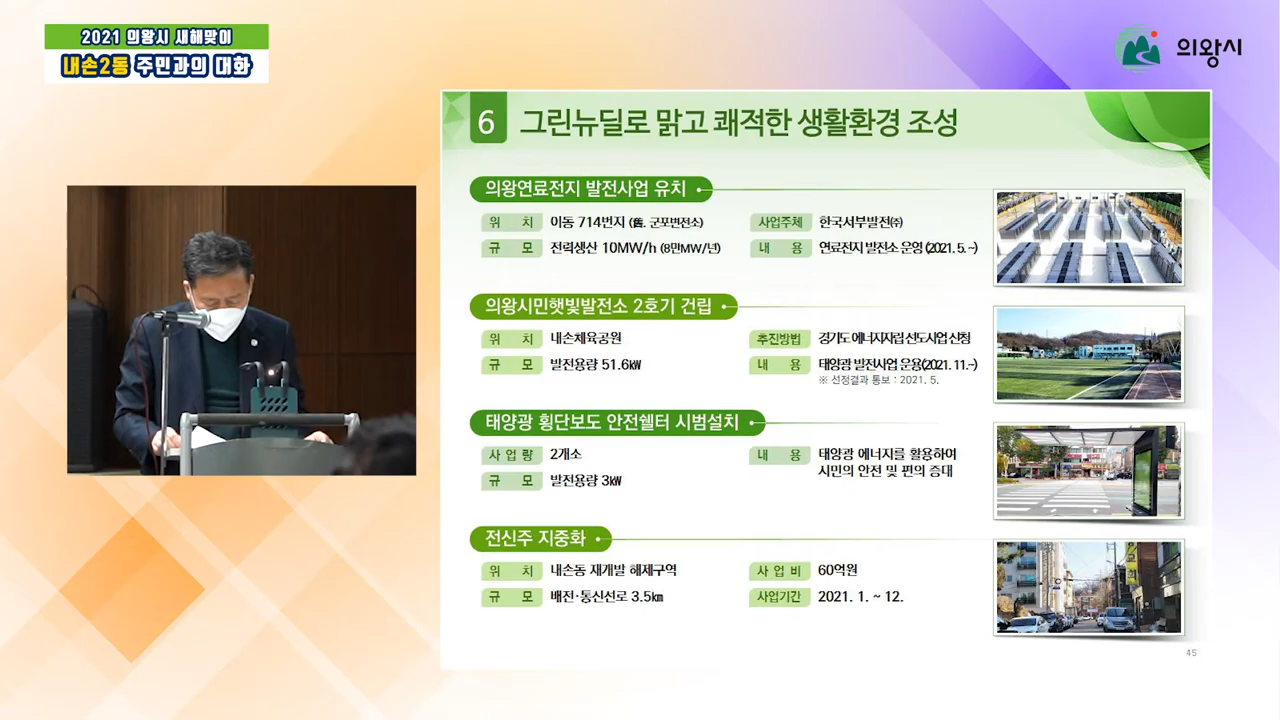 2021 의왕시 새해맞이
내손2동 주민과의 대화
의왕시
6 그린뉴딜로 맑고 쾌적한 생활환경 조성
의왕연료전지 발전사업 유치
위 치 이동 714번지 (舊. 군포변전소) 사업주체 한국서부발전㈜
규 모 전력생산 10MW/h (8만MW/년) 내 용 연료전지 발전소 운영 (2021. 5. ~)
의왕시민햇빛발전소 2호기 건립
위 치 내손체육공원 추진방법 경기도 에너지자립 선도사업 신청
규 모 발전용량 51.6㎾ 내 용 태양광 발전사업 운용(2021. 11.~)
※ 선정결과 통보 : 2021. 5.
태양광 횡단보도 안전쉘터 시범설치
사 업 량 2개소 내 용 태양광 에너지를 활용하여
시민의 안전 및 편의 증대
규 모 발전용량 3㎾
전신주 지중화
위 치 내손동 재개발 해제구역 사 업 비 60억원
규 모 배전·통신선로 3.5㎞ 사업기간 2021. 1. ~ 12.
45